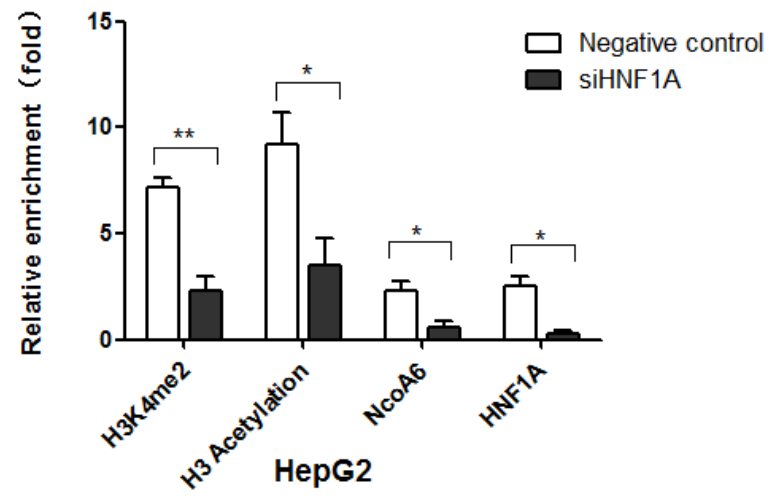 Relative enrichment (fold)
15
10
5
0
Negative control
siHNF1A
**
*
*
*
H3K4me2
H3 Acetylation
NcoA6
HNF1A
HepG2